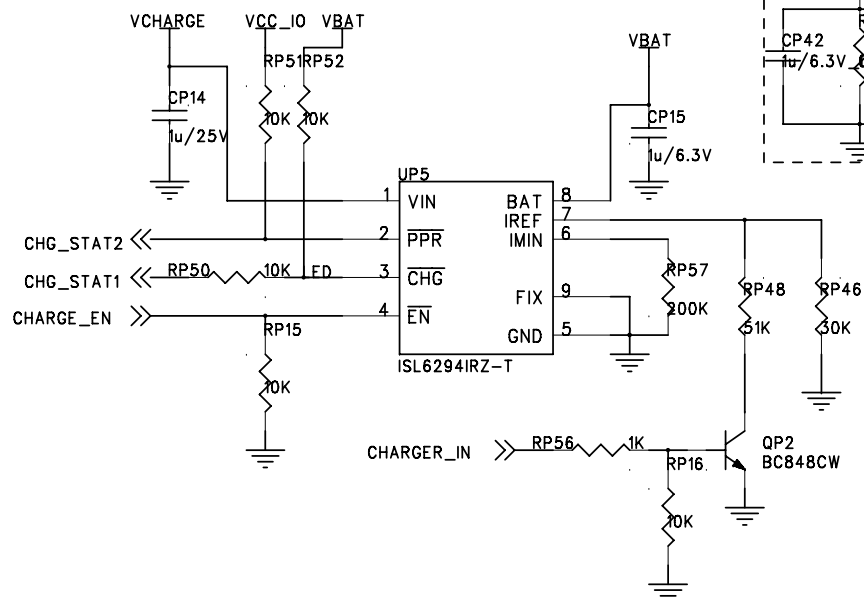 VCHARGE
VCC_IO
VBAT
RP51
RP52
CP14
10K
10K
1u/25V
VBAT
CP15
1u/6.3V
CP42
1u/6.3V
UP5
1
VIN
BAT
8
IREF
7
CHG_STAT2
2
PPR
IMIN
6
CHG_STAT1
RP50
10K
LED
3
CHG
RP57
200K
FIX
9
CHARGE_EN
4
EN
GND
5
RP15
10K
ISL6294IRZ-T
RP48
51K
RP46
30K
CHARGER_IN
RP56
1K
RP16
10K
QP2
BC848CW